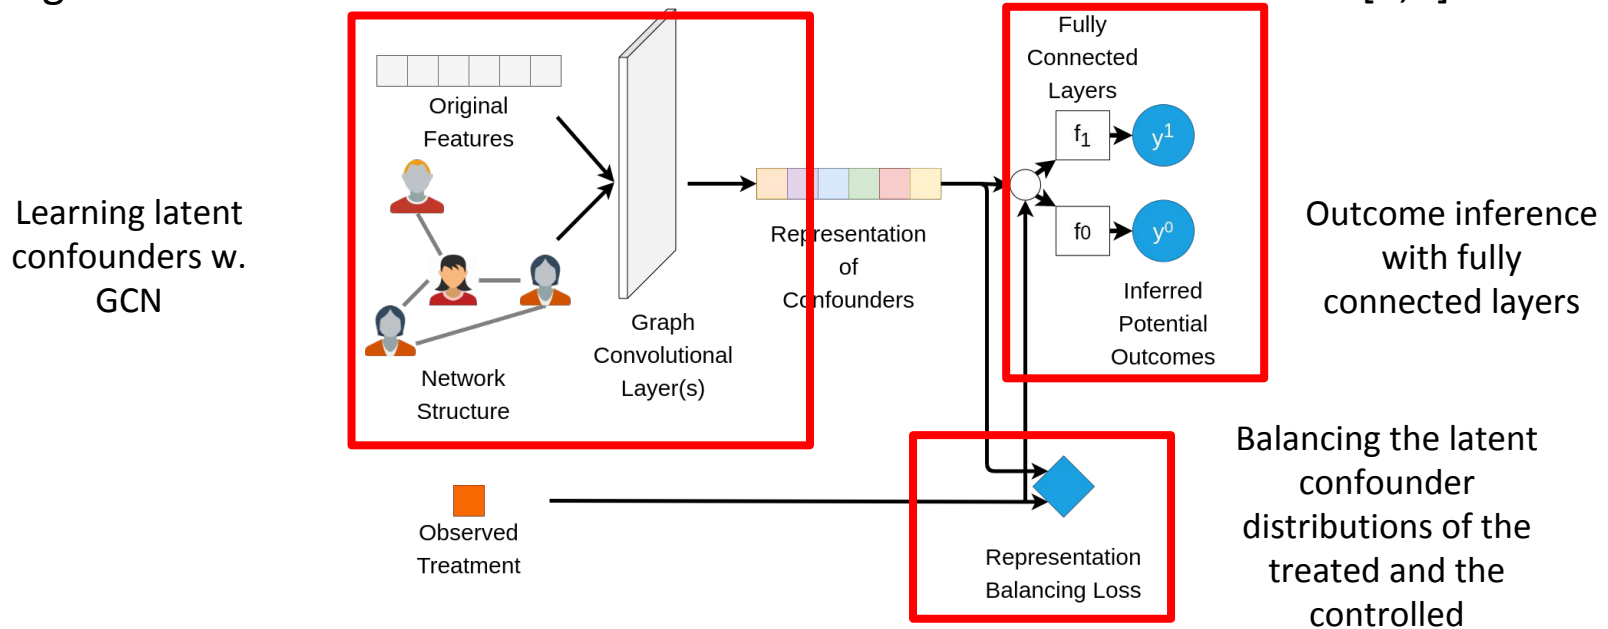 Learning latent
confounders w.
GCN
Original
Features
Network
Structure
Graph
Convolutional
Layer(s)
Representation
of
Confounders
Fully
Connected
Layers
f1
y1
f0
y0
Inferred
Potential
Outcomes
Outcome inference
with fully
connected layers
Observed
Treatment
Representation
Balancing Loss
Balancing the latent
confounder
distributions of the
treated and the
controlled